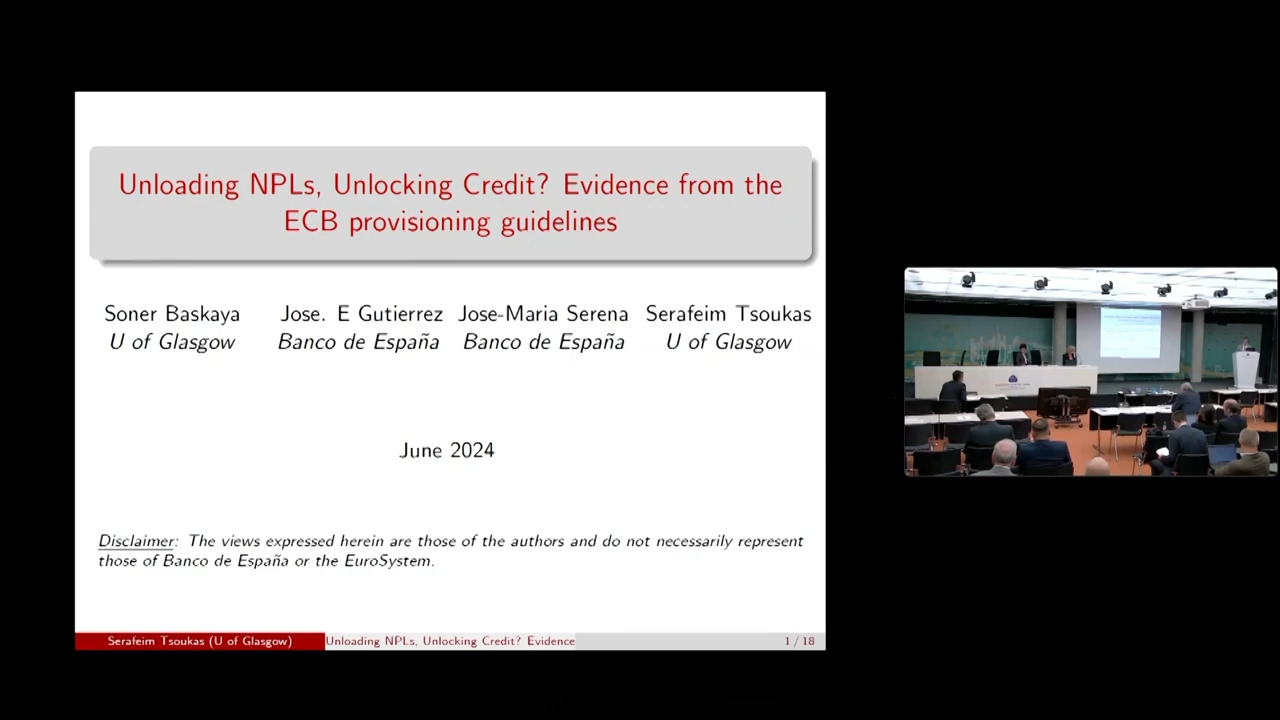 Unloading NPLs, Unlocking Credit? Evidence from the
ECB provisioning guidelines
Soner Baskaya Jose. E Gutierrez Jose-Maria Serena Serafeim Tsoukas
U of Glasgow Banco de España Banco de España U of Glasgow
June 2024
Disclaimer: The views expressed herein are those of the authors and do not necessarily represent
those of Banco de España or the EuroSystem.
Serafeim Tsoukas (U of Glasgow) Unloading NPLs, Unlocking Credit? Evidence 1 / 18